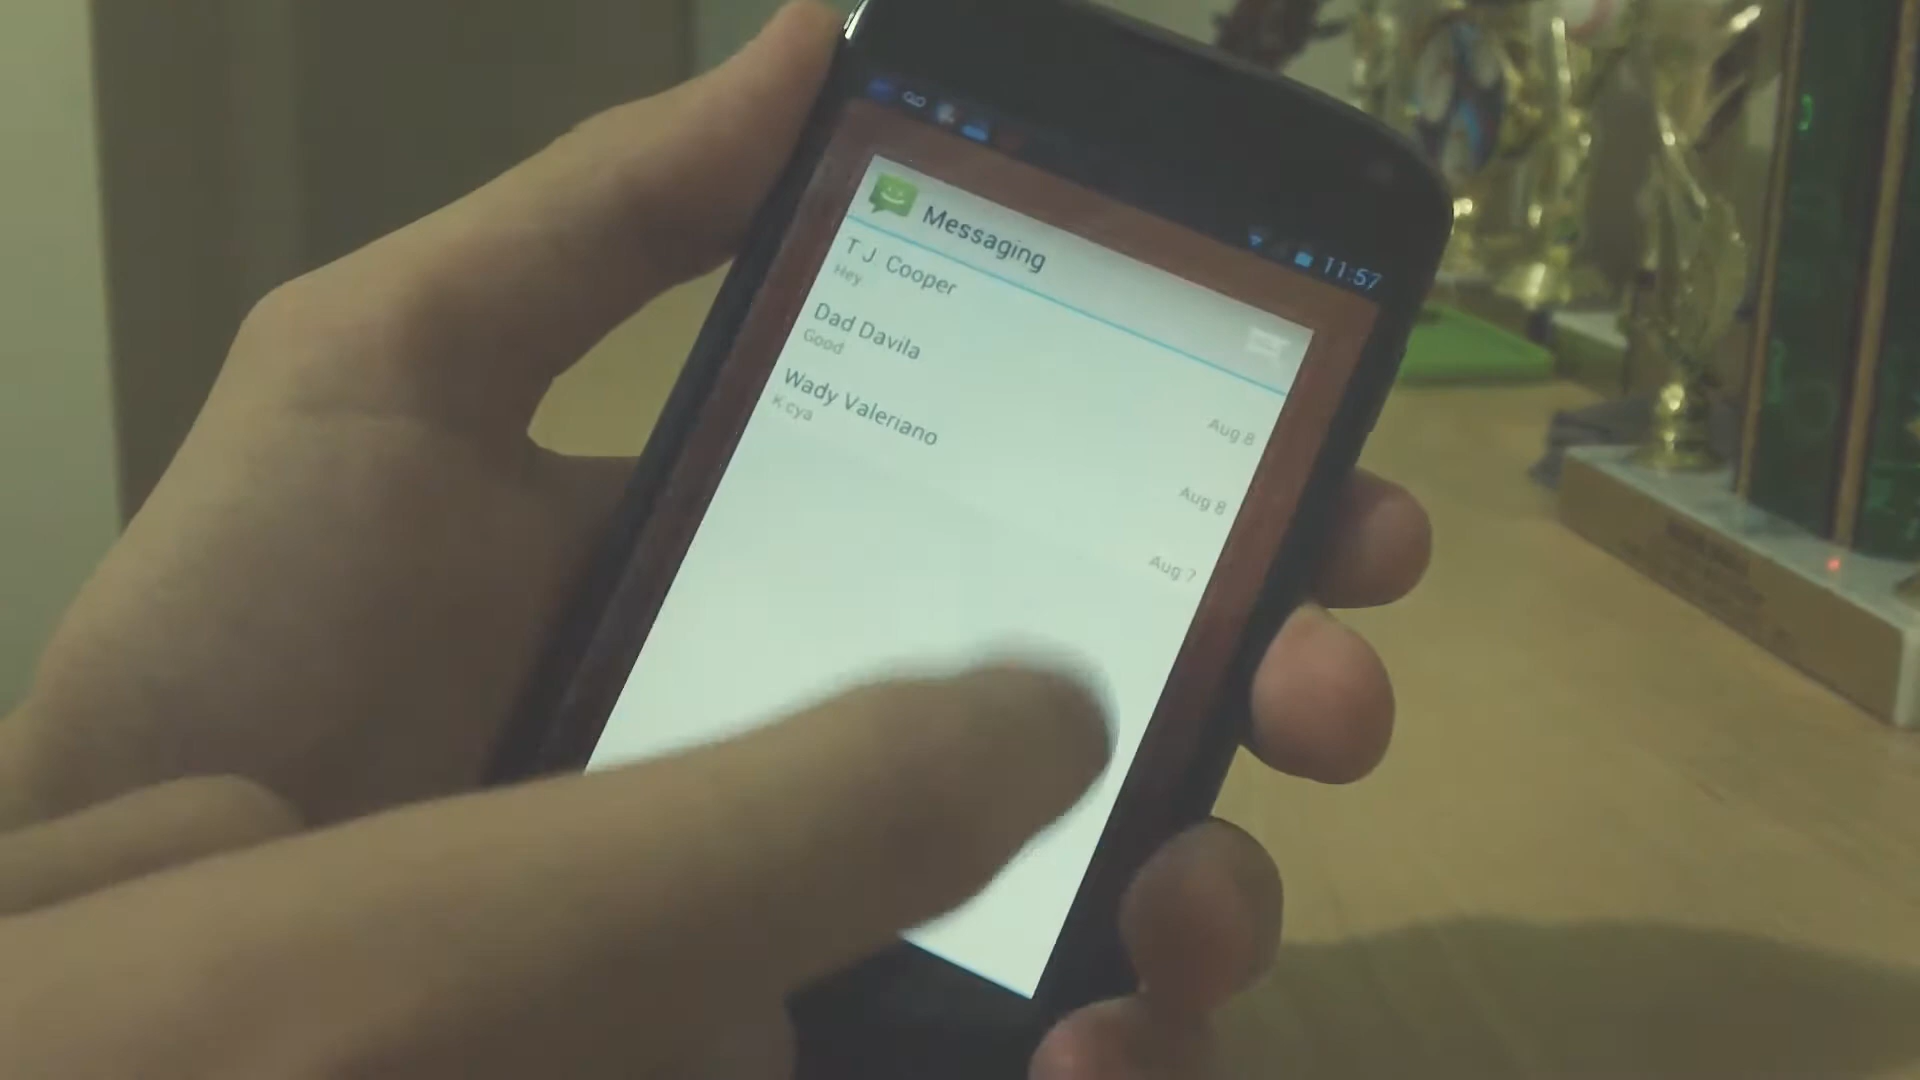 11:57
Messaging
T J Cooper
Hey
Aug 8
Dad Davila
Good
Aug 8
Wady Valeriano
K cya
Aug 7